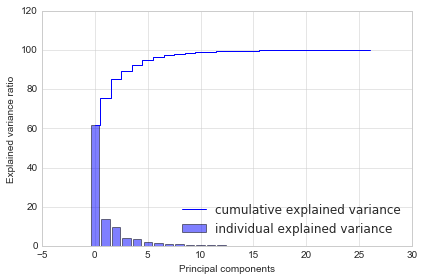 120
100
80
60
40
20
0
Explained variance ratio
cumulative explained variance
individual explained variance
−5 0 5 10 15 20 25 30
Principal components